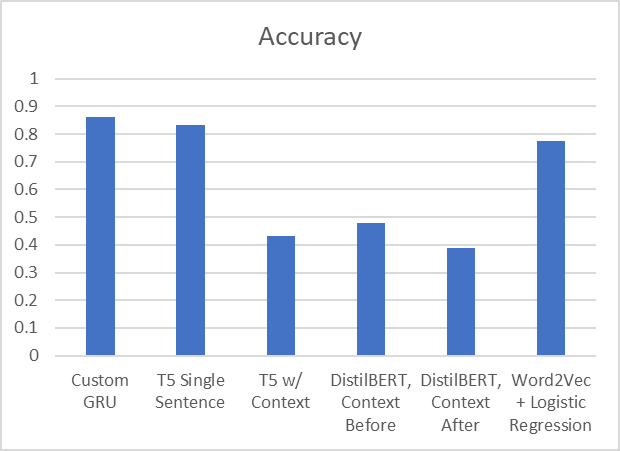 Accuracy
1
0.9
0.8
0.7
0.6
0.5
0.4
0.3
0.2
0.1
0
Custom
GRU
T5 Single
Sentence
T5 w/
Context
DistilBERT,
Context
Before
DistilBERT,
Context
After
Word2Vec
+ Logistic
Regression